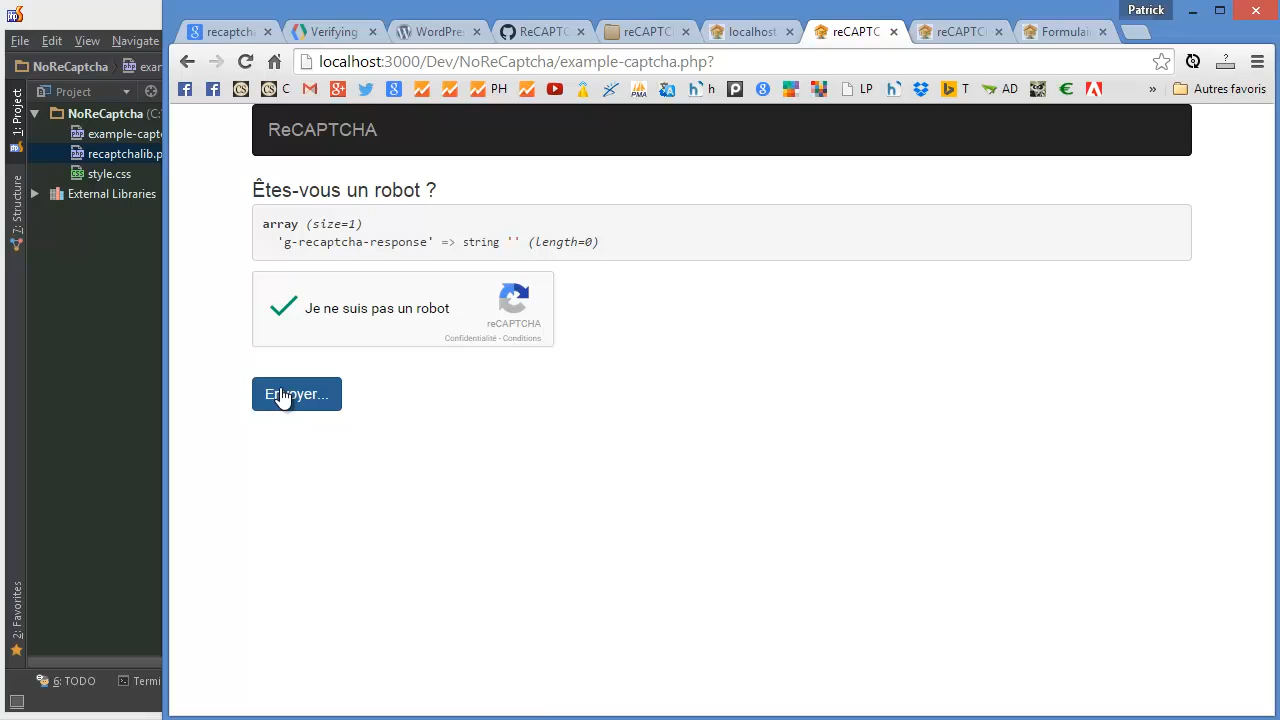 Patrick
File Edit View Navigate
NoReCaptcha
Project
1: Project
NoReCaptcha
example-capt
recaptchalib.p
style.css
External Libraries
7: Structure
2: Favorites
6: TODO
Termi
recaptcha
Verifying
WordPre
ReCAPTC
reCAPTC
localhost
reCAPTC
reCAPTC
Formulai
localhost:3000/Dev/NoReCaptcha/example-captcha.php?
C PH h T LP AD » Autres favoris
ReCAPTCHA
Êtes-vous un robot ?
array (size=1)
'g-recaptcha-response' => string '' (length=0)
Je ne suis pas un robot
reCAPTCHA
Confidentialité - Conditions
Envoyer...